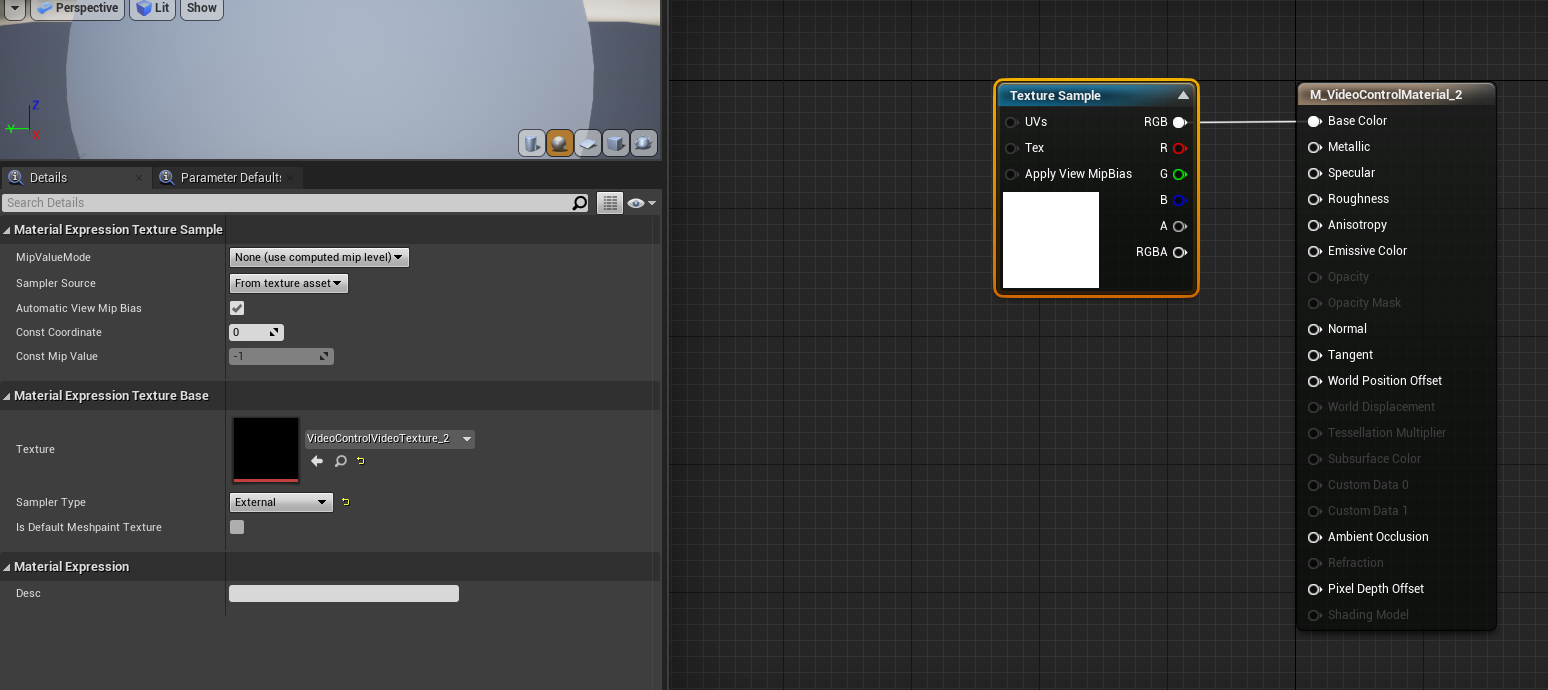 Perspective Lit Show
Z
Y
X
Details
Parameter Defaults
Search Details
Material Expression Texture Sample
MipValueMode None (use computed mip level)
Sampler Source From texture asset
Automatic View Mip Bias
Const Coordinate 0
Const Mip Value -1
Material Expression Texture Base
Texture VideoControlVideoTexture_2
Sampler Type External
Is Default Meshpaint Texture
Material Expression
Desc
Texture Sample
UVs RGB
Tex R
Apply View MipBias G
B
A
RGBA
M_VideoControlMaterial_2
Base Color
Metallic
Specular
Roughness
Anisotropy
Emissive Color
Opacity
Opacity Mask
Normal
Tangent
World Position Offset
World Displacement
Tessellation Multiplier
Subsurface Color
Custom Data 0
Custom Data 1
Ambient Occlusion
Refraction
Pixel Depth Offset
Shading Model